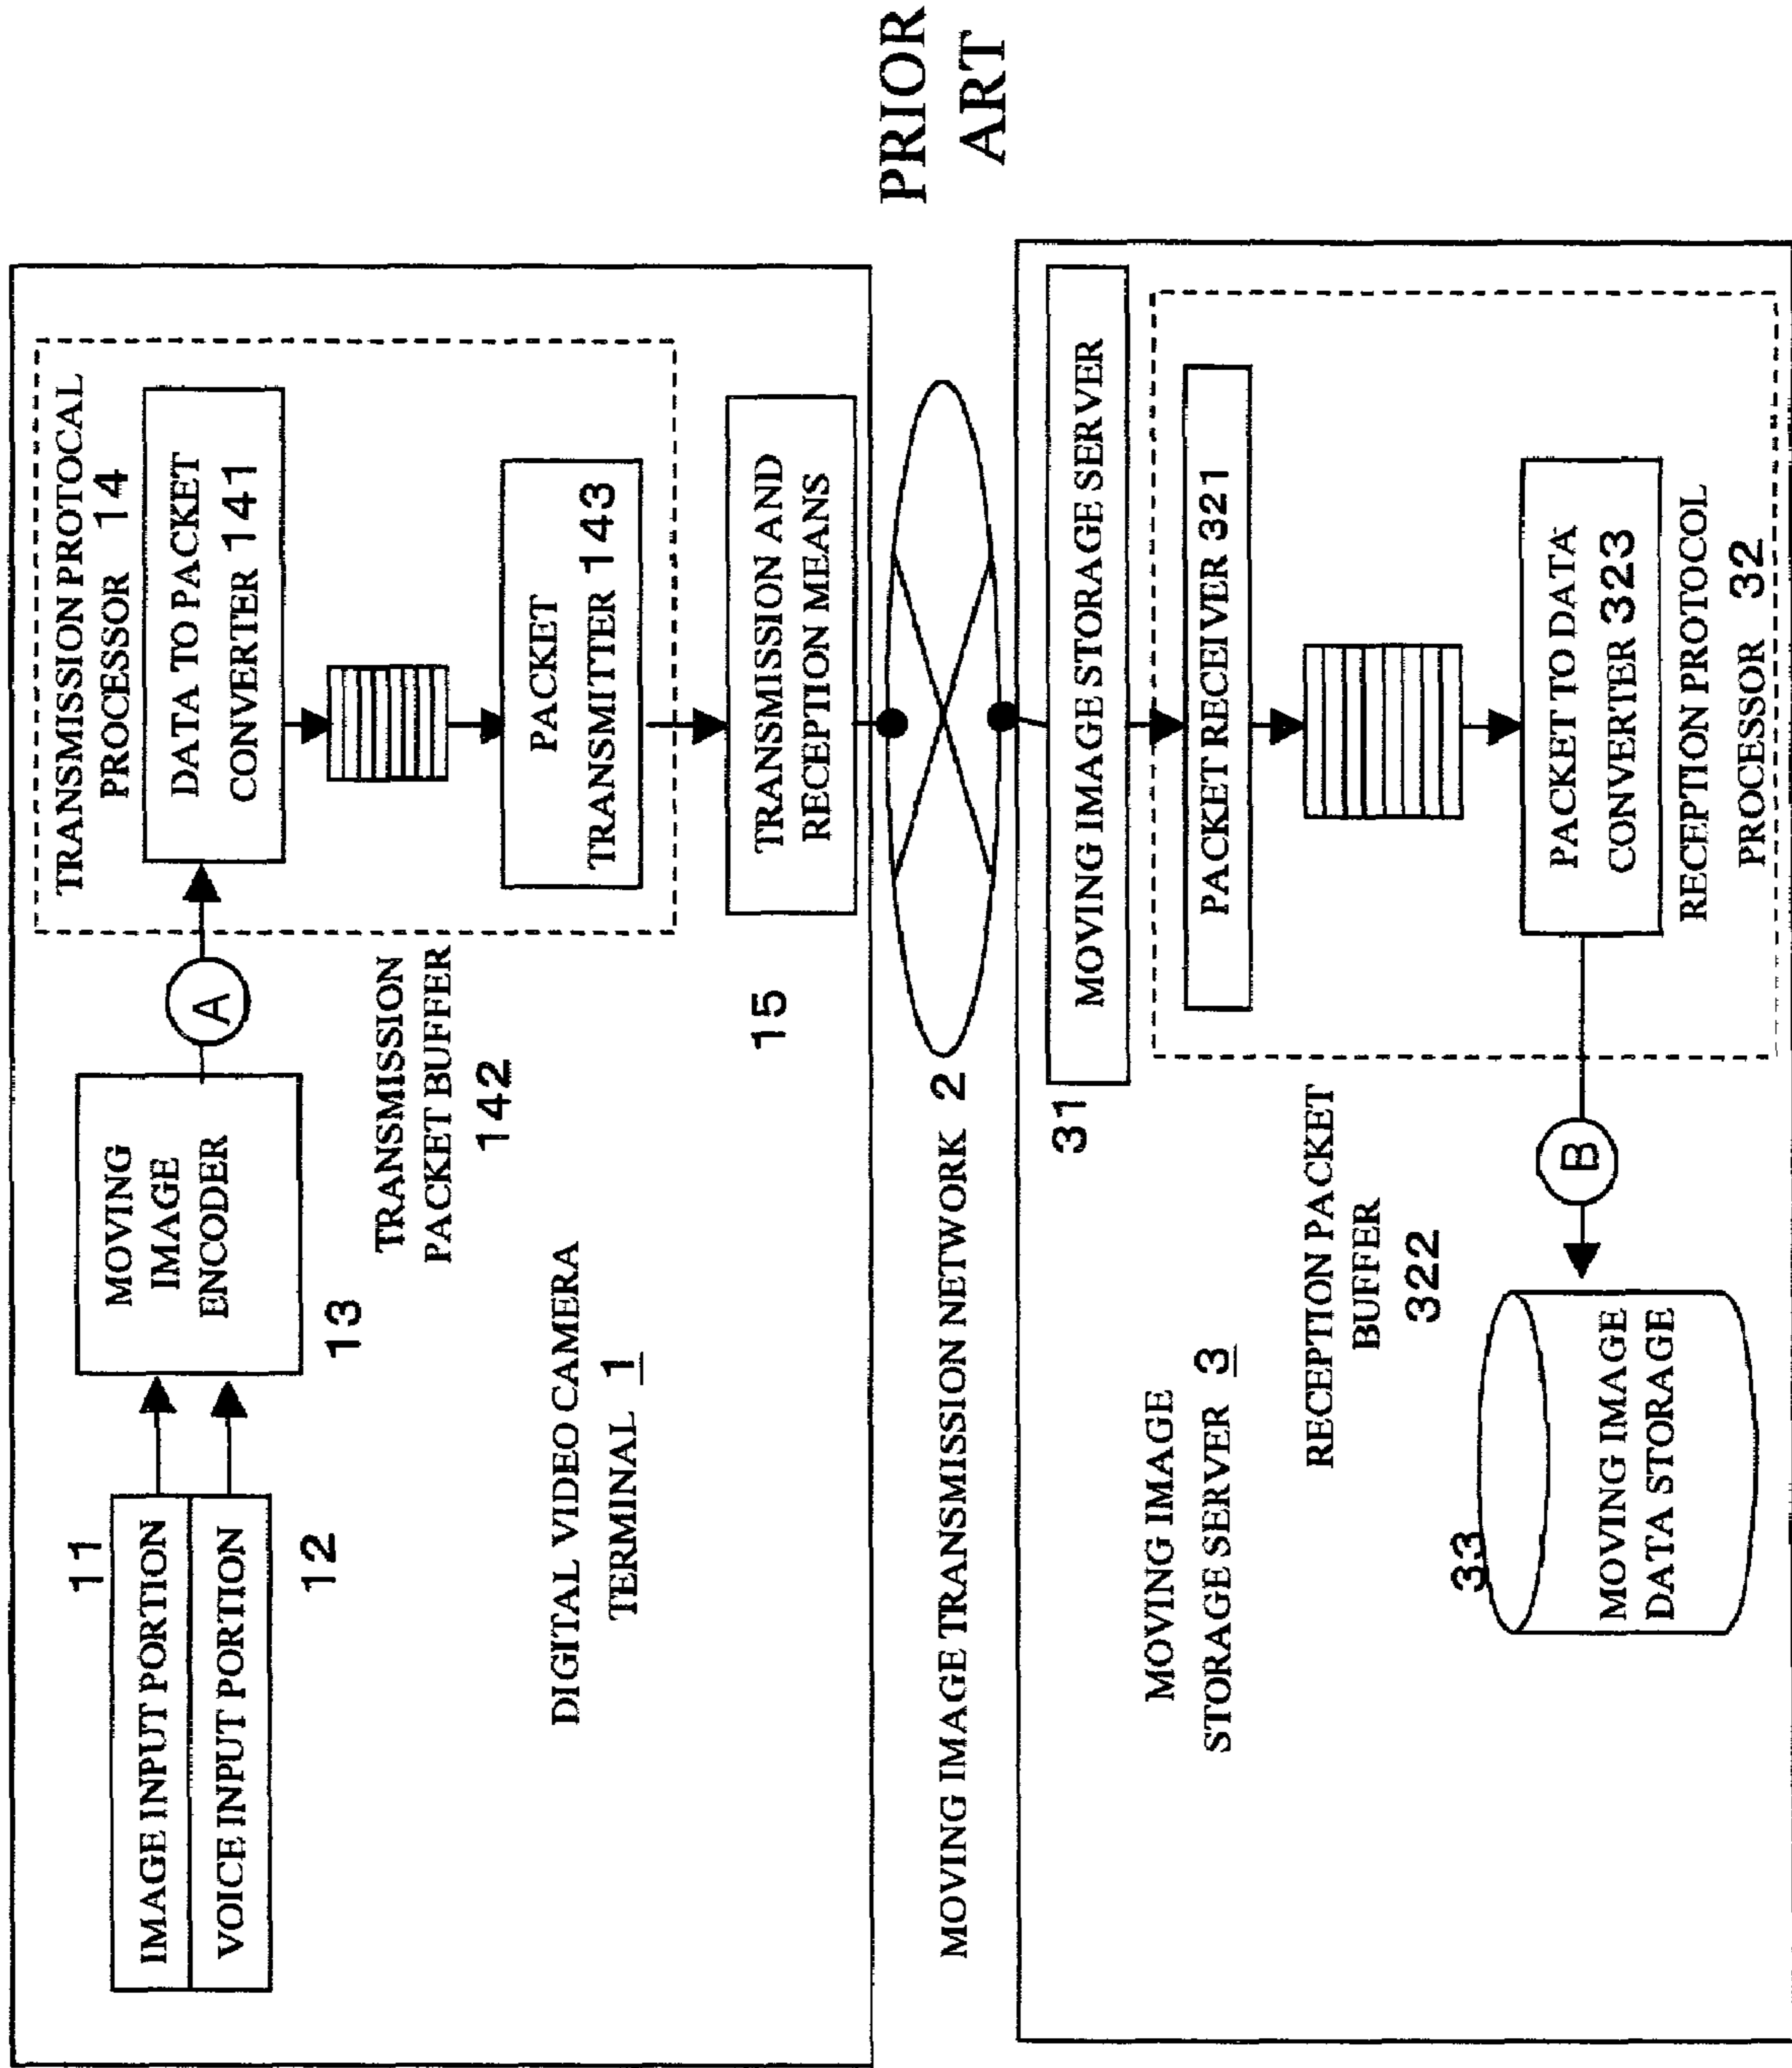 PRIOR
ART
TRANSMISSION PROTOCAL
PROCESSOR 14
11
IMAGE INPUT PORTION
VOICE INPUT PORTION
12
MOVING
IMAGE
ENCODER
13
A
DATA TO PACKET
CONVERTER 141
TRANSMISSION
PACKET BUFFER
142
PACKET
TRANSMITTER 143
DIGITAL VIDEO CAMERA
TERMINAL 1
15
TRANSMISSION AND
RECEPTION MEANS
MOVING IMAGE TRANSMISSION NETWORK 2
31
MOVING IMAGE STORAGE SERVER
MOVING IMAGE
STORAGE SERVER 3
PACKET RECEIVER 321
RECEPTION PACKET
BUFFER
322
33
MOVING IMAGE
DATA STORAGE
B
PACKET TO DATA
CONVERTER 323
RECEPTION PROTOCOL
PROCESSOR 32